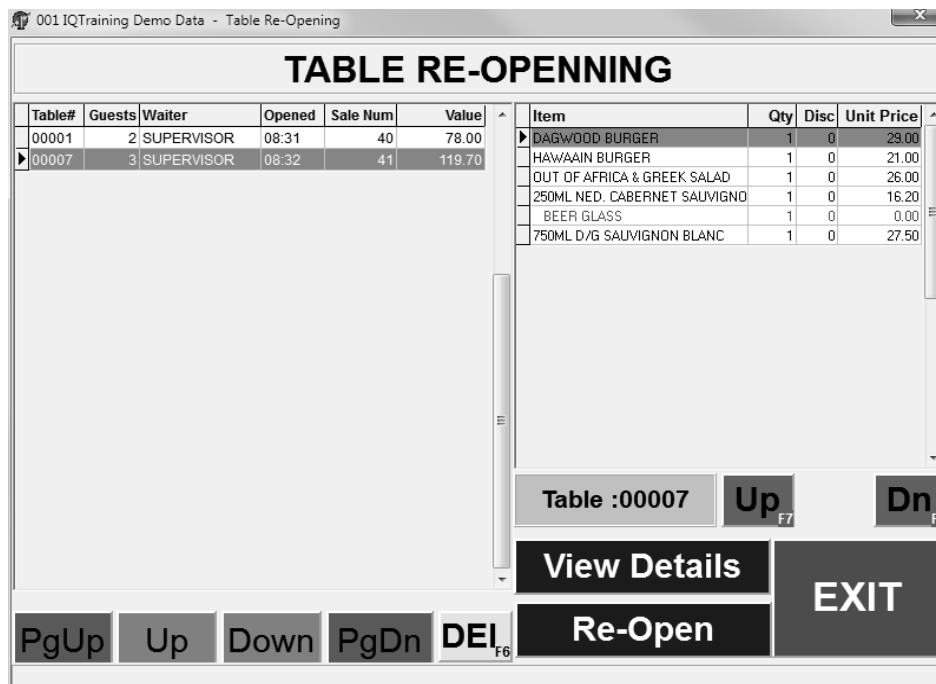 001 IQTraining Demo Data - Table Re-Opening
TABLE RE-OPENNING
Table# Guests Waiter Opened Sale Num Value
00001 2 SUPERVISOR 08:31 40 78.00
00007 3 SUPERVISOR 08:32 41 119.70
Item Qty Disc Unit Price
DAGWOOD BURGER 1 0 29.00
HAWAAIN BURGER 1 0 21.00
OUT OF AFRICA & GREEK SALAD 1 0 26.00
250ML NED. CABERNET SAUVIGNO 1 0 16.20
BEER GLASS 1 0 0.00
750ML D/G SAUVIGNON BLANC 1 0 27.50
Table :00007
Up F7
Dn
View Details
Re-Open
EXIT
PgUp Up Down PgDn DEl F6